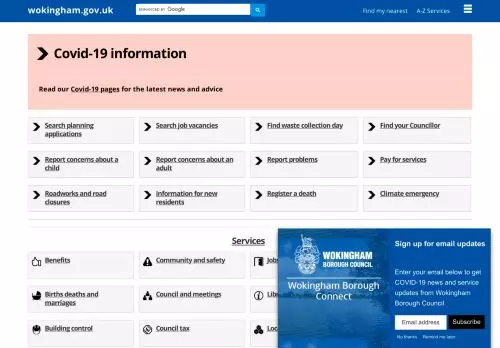 wokingham.gov.uk
ENHANCED BY Google
Find my nearest
A-Z Services
Covid-19 information
Read our Covid-19 pages for the latest news and advice
Search planning applications
Search job vacancies
Find waste collection day
Find your Councillor
Report concerns about a child
Report concerns about an adult
Report problems
Pay for services
Roadworks and road closures
Information for new residents
Register a death
Climate emergency
Services
Benefits
Community and safety
Jobs
Births deaths and marriages
Council and meetings
Building control
Council tax
WOKINGHAM
BOROUGH COUNCIL
Wokingham Borough
Connect
Sign up for email updates
Enter your email below to get
COVID-19 news and service
updates from Wokingham
Borough Council
Email address
Subscribe
No thanks
Remind me later